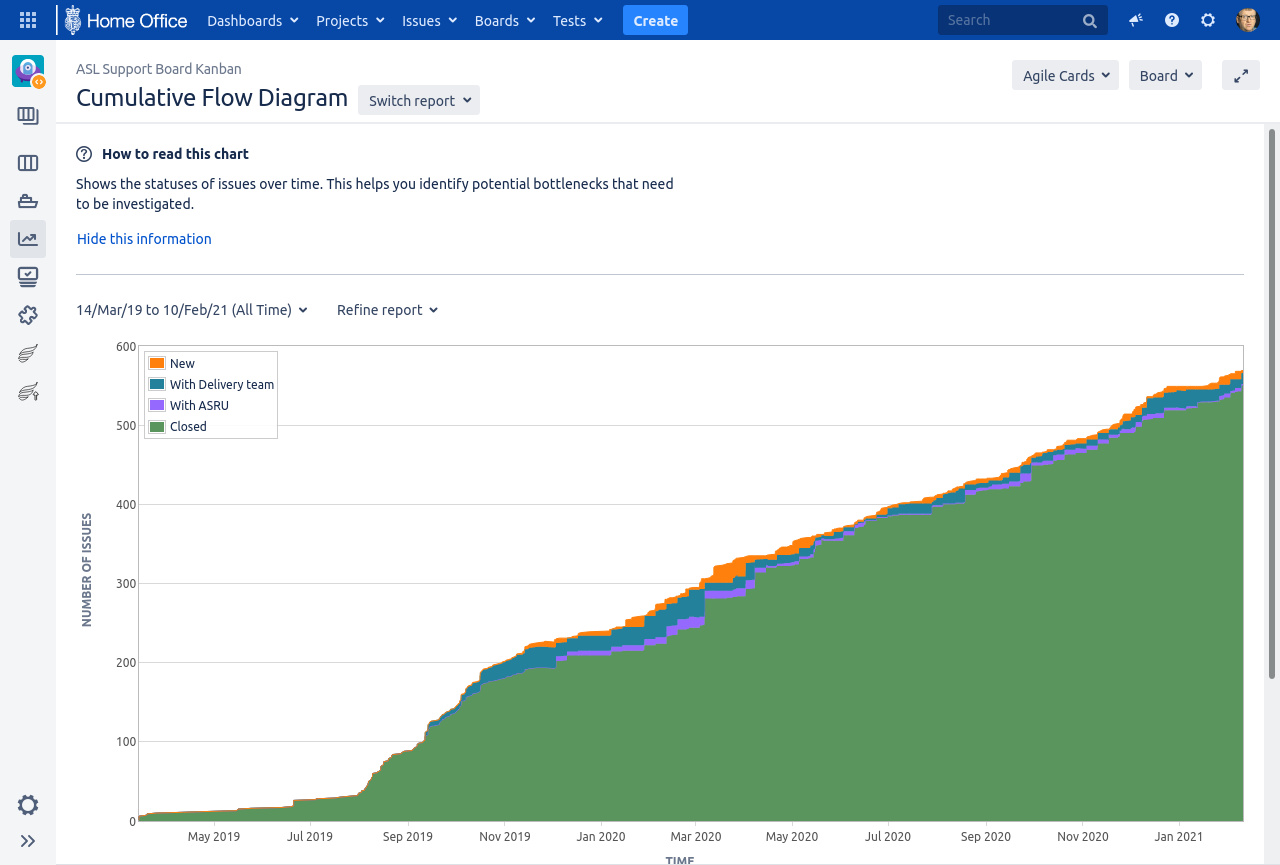 Home Office Dashboards Projects Issues Boards Tests Create Search
ASL Support Board Kanban
Cumulative Flow Diagram Switch report Agile Cards Board
How to read this chart
Shows the statuses of issues over time. This helps you identify potential bottlenecks that need
to be investigated.
Hide this information
14/Mar/19 to 10/Feb/21 (All Time) Refine report
600
New
With Delivery team
With ASRU
Closed
500
400
NUMBER OF ISSUES
300
200
100
0
May 2019 Jul 2019 Sep 2019 Nov 2019 Jan 2020 Mar 2020 May 2020 Jul 2020 Sep 2020 Nov 2020 Jan 2021
TIME